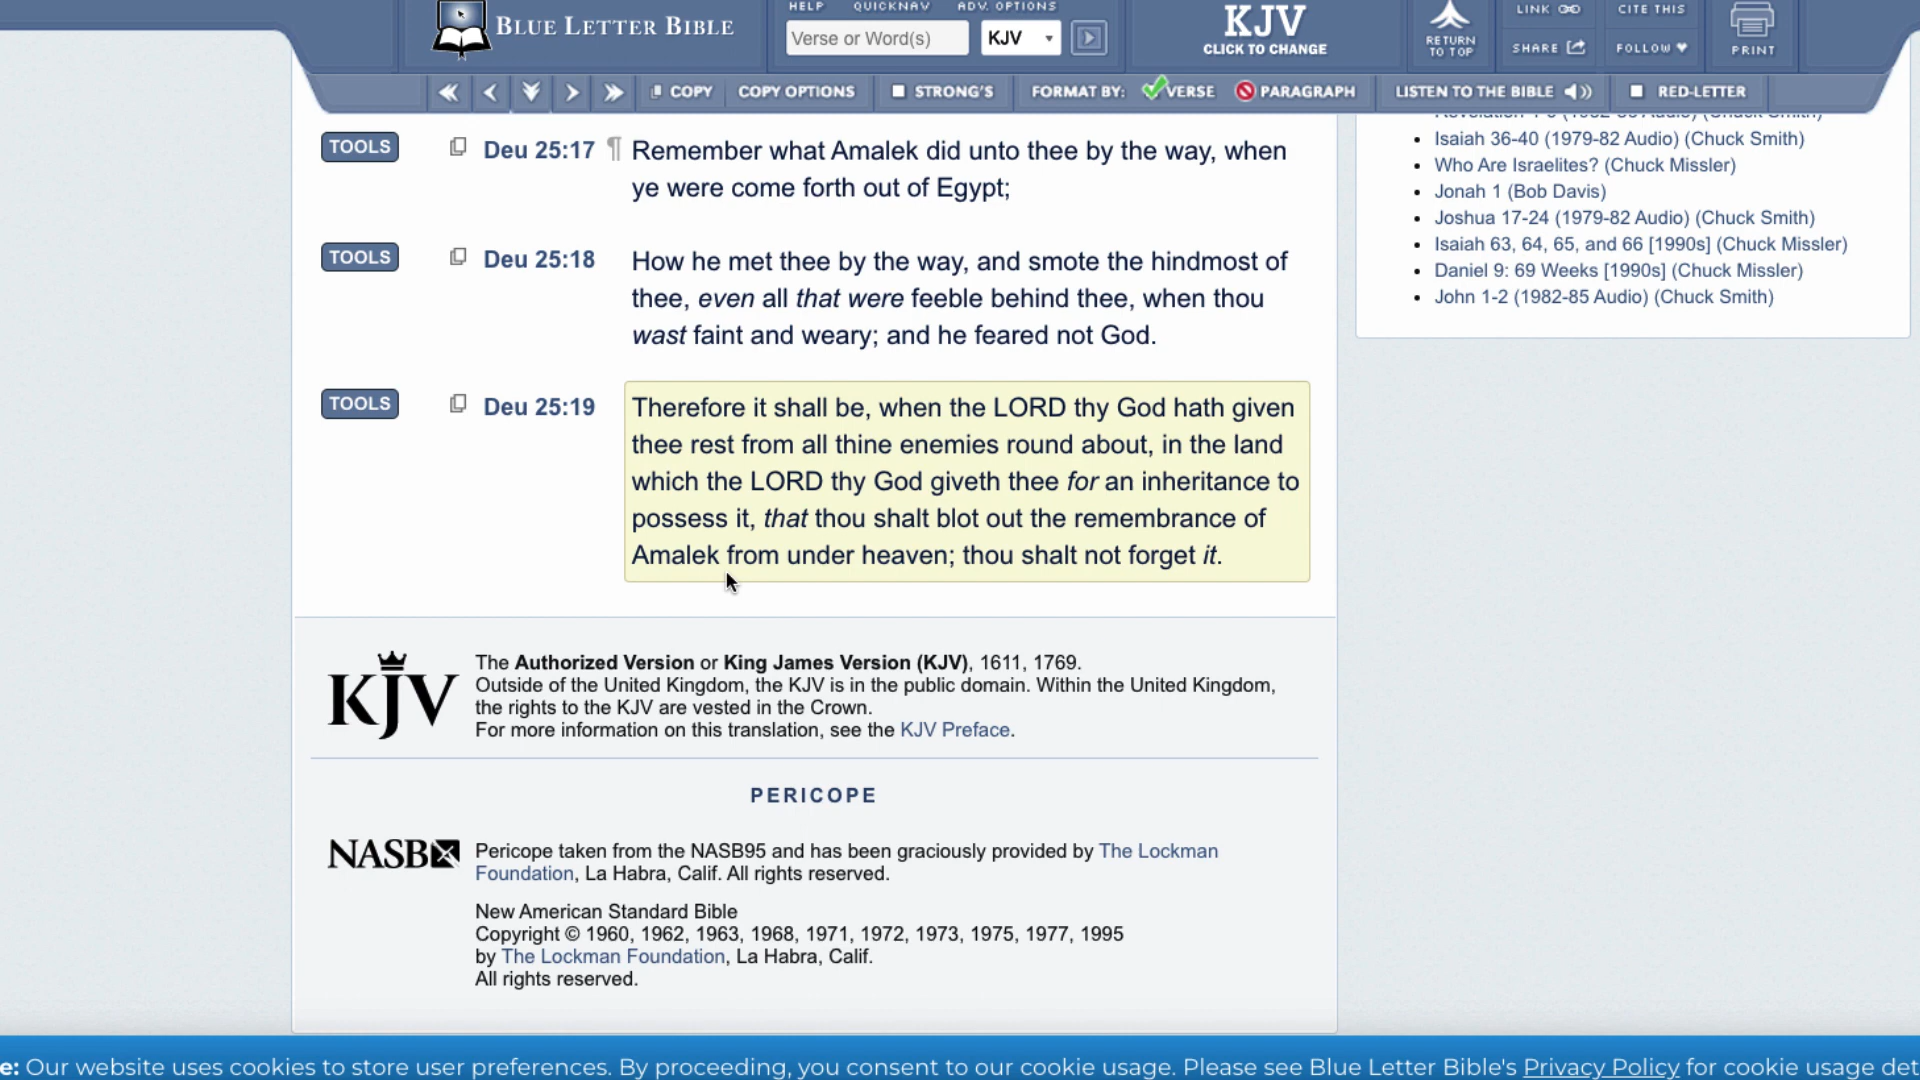 HELP QUICKNAV ADV. OPTIONS
BLUE LETTER BIBLE
Verse or Word(s)
KJV
KJV
CLICK TO CHANGE
RETURN
TO TOP
LINK
CITE THIS
SHARE
FOLLOW
PRINT
COPY
COPY OPTIONS
STRONG'S
FORMAT BY:
VERSE
PARAGRAPH
LISTEN TO THE BIBLE
RED-LETTER
TOOLS
Deu 25:17
¶ Remember what Amalek did unto thee by the way, when
ye were come forth out of Egypt;
TOOLS
Deu 25:18
How he met thee by the way, and smote the hindmost of
thee, even all that were feeble behind thee, when thou
wast faint and weary; and he feared not God.
TOOLS
Deu 25:19
Therefore it shall be, when the LORD thy God hath given
thee rest from all thine enemies round about, in the land
which the LORD thy God giveth thee for an inheritance to
possess it, that thou shalt blot out the remembrance of
Amalek from under heaven; thou shalt not forget it.
Isaiah 36-40 (1979-82 Audio) (Chuck Smith)
Who Are Israelites? (Chuck Missler)
Jonah 1 (Bob Davis)
Joshua 17-24 (1979-82 Audio) (Chuck Smith)
Isaiah 63, 64, 65, and 66 [1990s] (Chuck Missler)
Daniel 9: 69 Weeks [1990s] (Chuck Missler)
John 1-2 (1982-85 Audio) (Chuck Smith)
KJV
The Authorized Version or King James Version (KJV), 1611, 1769.
Outside of the United Kingdom, the KJV is in the public domain. Within the United Kingdom,
the rights to the KJV are vested in the Crown.
For more information on this translation, see the KJV Preface.
PERICOPE
NASB
Pericope taken from the NASB95 and has been graciously provided by The Lockman
Foundation, La Habra, Calif. All rights reserved.
New American Standard Bible
Copyright © 1960, 1962, 1963, 1968, 1971, 1972, 1973, 1975, 1977, 1995
by The Lockman Foundation, La Habra, Calif.
All rights reserved.
e: Our website uses cookies to store user preferences. By proceeding, you consent to our cookie usage. Please see Blue Letter Bible's Privacy Policy for cookie usage det